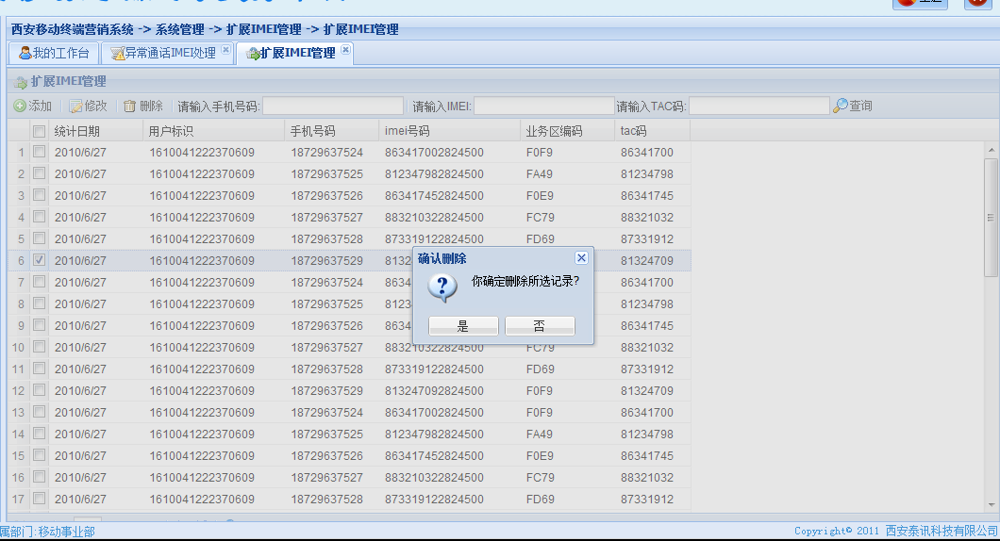 西安移动终端营销系统 -> 系统管理 -> 扩展IMEI管理 -> 扩展IMEI管理
我的工作台 异常通话IMEI处理 扩展IMEI管理
扩展IMEI管理
添加 修改 删除 请输入手机号码: 请输入IMEI: 请输入TAC码: 查询
统计日期 用户标识 手机号码 imei号码 业务区编码 tac码
1 2010/6/27 1610041222370609 18729637524 863417002824500 F0F9 86341700
2 2010/6/27 1610041222370609 18729637525 812347982824500 FA49 81234798
3 2010/6/27 1610041222370609 18729637526 863417452824500 F0E9 86341745
4 2010/6/27 1610041222370609 18729637527 883210322824500 FC79 88321032
5 2010/6/27 1610041222370609 18729637528 873319122824500 FD69 87331912
6 2010/6/27 1610041222370609 18729637529 8132 81324709
7 2010/6/27 1610041222370609 18729637524 8634 86341700
8 2010/6/27 1610041222370609 18729637525 8123 81234798
9 2010/6/27 1610041222370609 18729637526 8634 86341745
10 2010/6/27 1610041222370609 18729637527 883210322824500 FC79 88321032
11 2010/6/27 1610041222370609 18729637528 873319122824500 FD69 87331912
12 2010/6/27 1610041222370609 18729637529 813247092824500 F0F9 81324709
13 2010/6/27 1610041222370609 18729637524 863417002824500 F0F9 86341700
14 2010/6/27 1610041222370609 18729637525 812347982824500 FA49 81234798
15 2010/6/27 1610041222370609 18729637526 863417452824500 F0E9 86341745
16 2010/6/27 1610041222370609 18729637527 883210322824500 FC79 88321032
17 2010/6/27 1610041222370609 18729637528 873319122824500 FD69 87331912
确认删除
你确定删除所选记录?
是 否
属部门:移动事业部 Copyright© 2011 西安泰讯科技有限公司